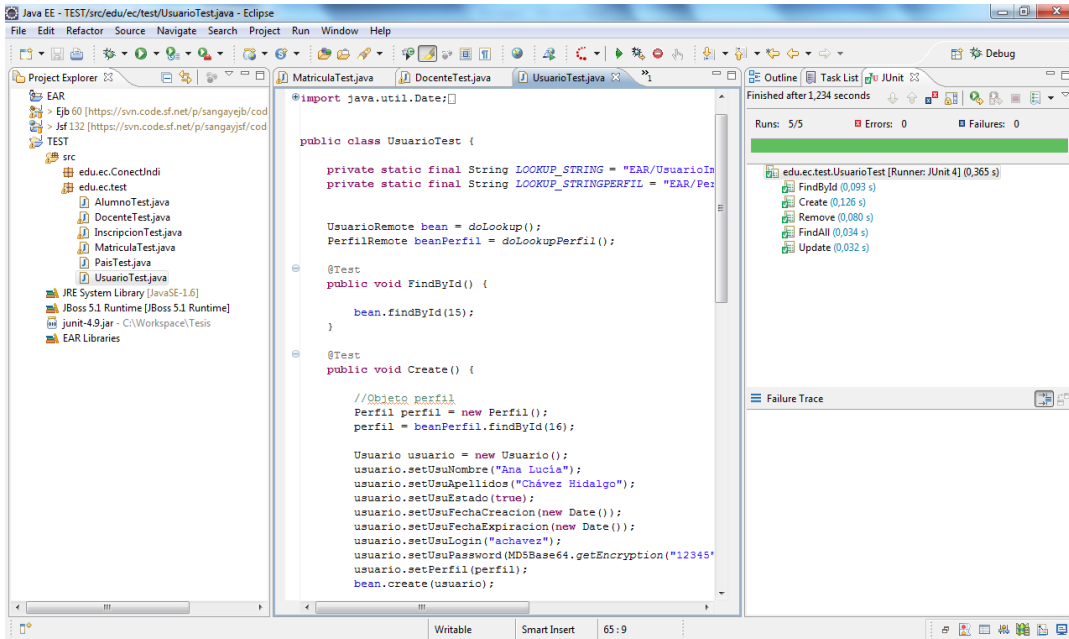 Java EE - TEST/src/edu/ec/test/UsuarioTest.java - Eclipse
File Edit Refactor Source Navigate Search Project Run Window Help
Debug
Project Explorer
EAR
> Ejb 60 [https://svn.code.sf.net/p/sangayejb/cod
> Jsf 132 [https://svn.code.sf.net/p/sangayjsf/cod
TEST
src
edu.ec.ConectJndi
edu.ec.test
AlumnoTest.java
DocenteTest.java
InscripcionTest.java
MatriculaTest.java
PaisTest.java
UsuarioTest.java
JRE System Library [JavaSE-1.6]
JBoss 5.1 Runtime [JBoss 5.1 Runtime]
junit-4.9.jar - C:\Workspace\Tesis
EAR Libraries
MatriculaTest.java DocenteTest.java UsuarioTest.java »1
import java.util.Date;
public class UsuarioTest {
private static final String LOOKUP_STRING = "EAR/UsuarioIm
private static final String LOOKUP_STRINGPERFIL = "EAR/Per
UsuarioRemote bean = doLookup();
PerfilRemote beanPerfil = doLookupPerfil();
@Test
public void FindById() {
bean.findById(15);
}
@Test
public void Create() {
//Objeto perfil
Perfil perfil = new Perfil();
perfil = beanPerfil.findById(16);
Usuario usuario = new Usuario();
usuario.setUsuNombre("Ana Lucía");
usuario.setUsuApellidos("Chávez Hidalgo");
usuario.setUsuEstado(true);
usuario.setUsuFechaCreacion(new Date());
usuario.setUsuFechaExpiracion(new Date());
usuario.setUsuLogin("achavez");
usuario.setUsuPassword(MD5Base64.getEncryption("12345"
usuario.setPerfil(perfil);
bean.create(usuario);
Outline Task List JUnit
Finished after 1,234 seconds
Runs: 5/5 Errors: 0 Failures: 0
edu.ec.test.UsuarioTest [Runner: JUnit 4] (0,365 s)
FindById (0,093 s)
Create (0,126 s)
Remove (0,080 s)
FindAll (0,034 s)
Update (0,032 s)
Failure Trace
Writable Smart Insert 65 : 9